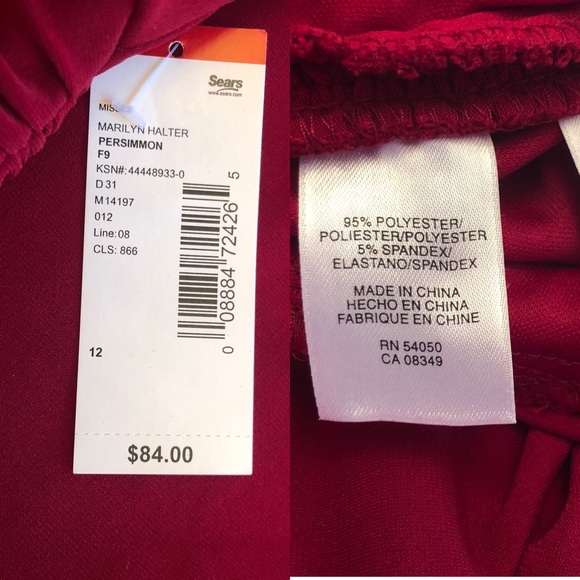 Sears
www.sears.com
MARILYN HALTER
PERSIMMON
F9
KSN#: 44448933-0
D 31
M 14197
012
Line: 08
CLS: 866
0 08884 72426 5
12
$84.00
95% POLYESTER/
POLIESTER/POLYESTER
5% SPANDEX/
ELASTANO/SPANDEX
MADE IN CHINA
HECHO EN CHINA
FABRIQUE EN CHINE
RN 54050
CA 08349